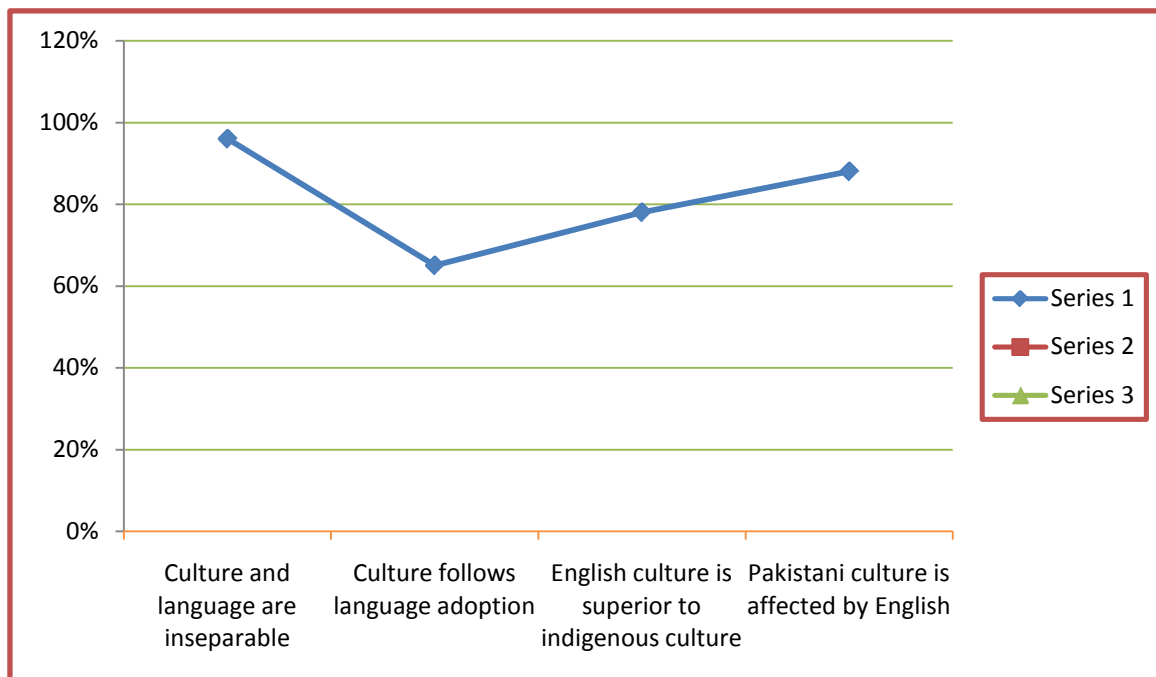 120%
100%
80%
60%
40%
20%
0%
Culture and
language are
inseparable
Culture follows
language adoption
English culture is
superior to
indigenous culture
Pakistani culture is
affected by English
Series 1
Series 2
Series 3